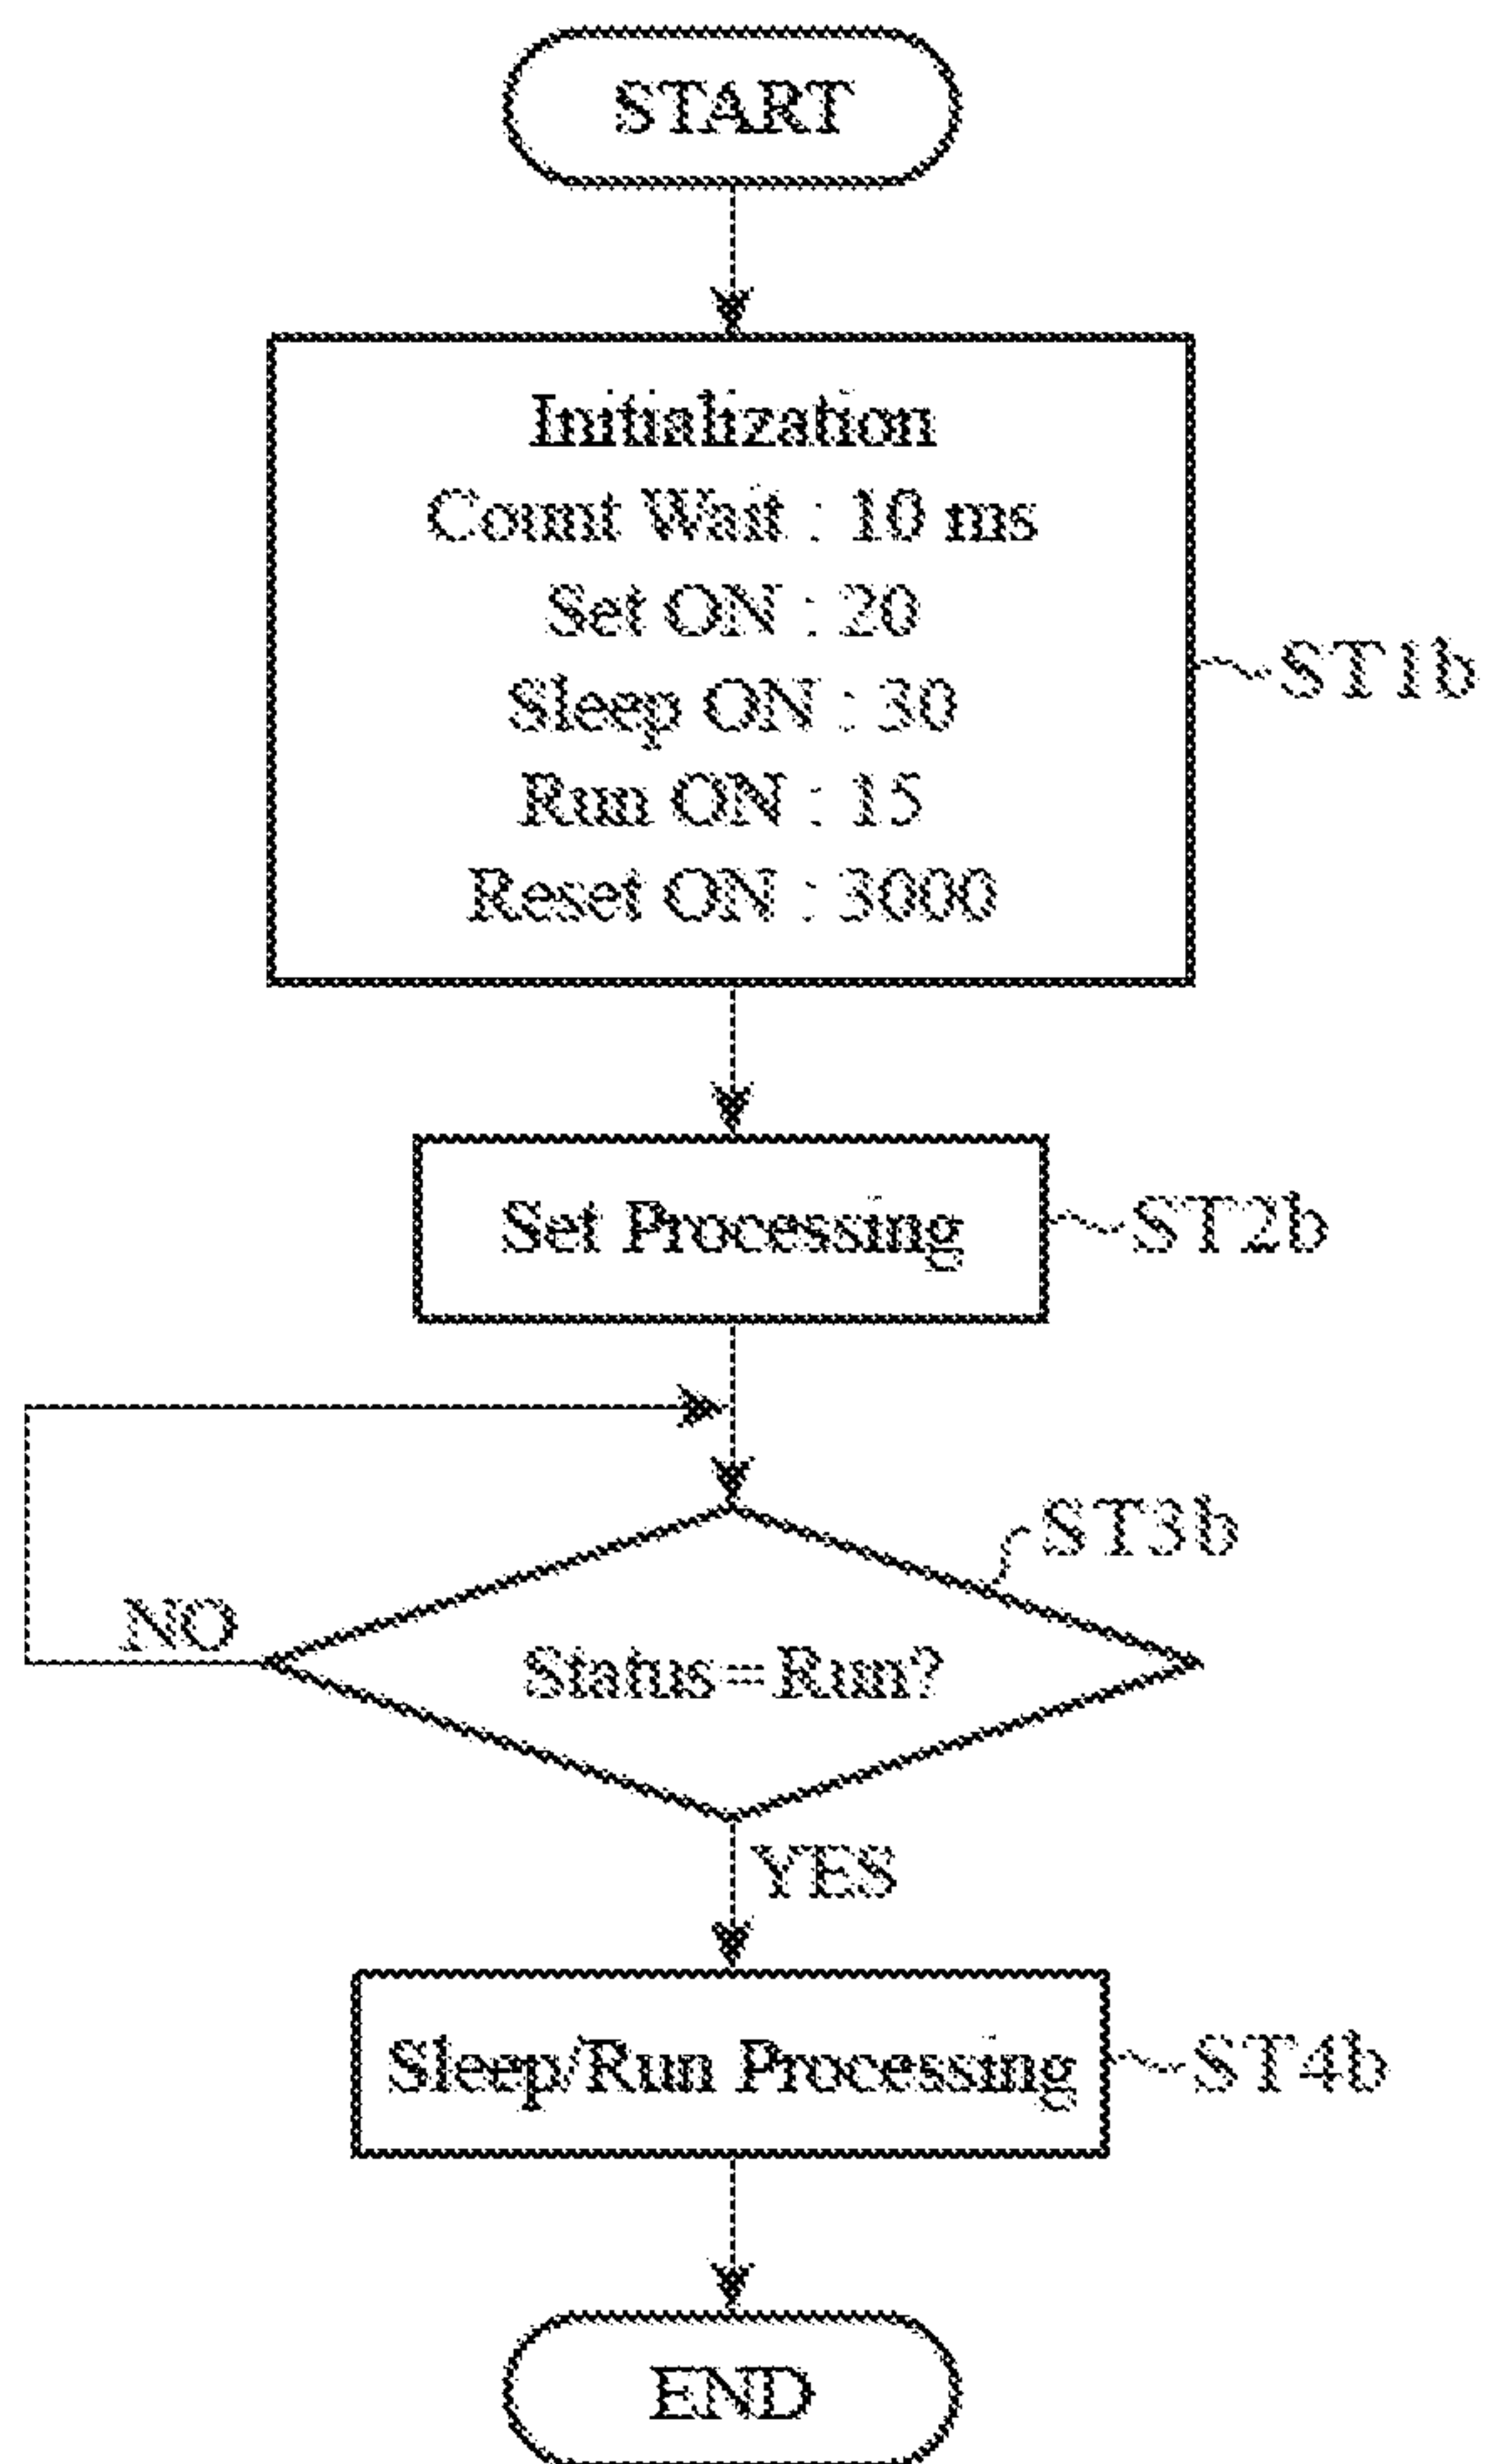 START
Initialization
Count Wait : 10 ms
Set ON : 20
Sleep ON : 30
Run ON : 15
Reset ON : 3000
ST1b
Set Processing
ST2b
ST3b
NO
Status=Run?
YES
Sleep/Run Processing
ST4b
END